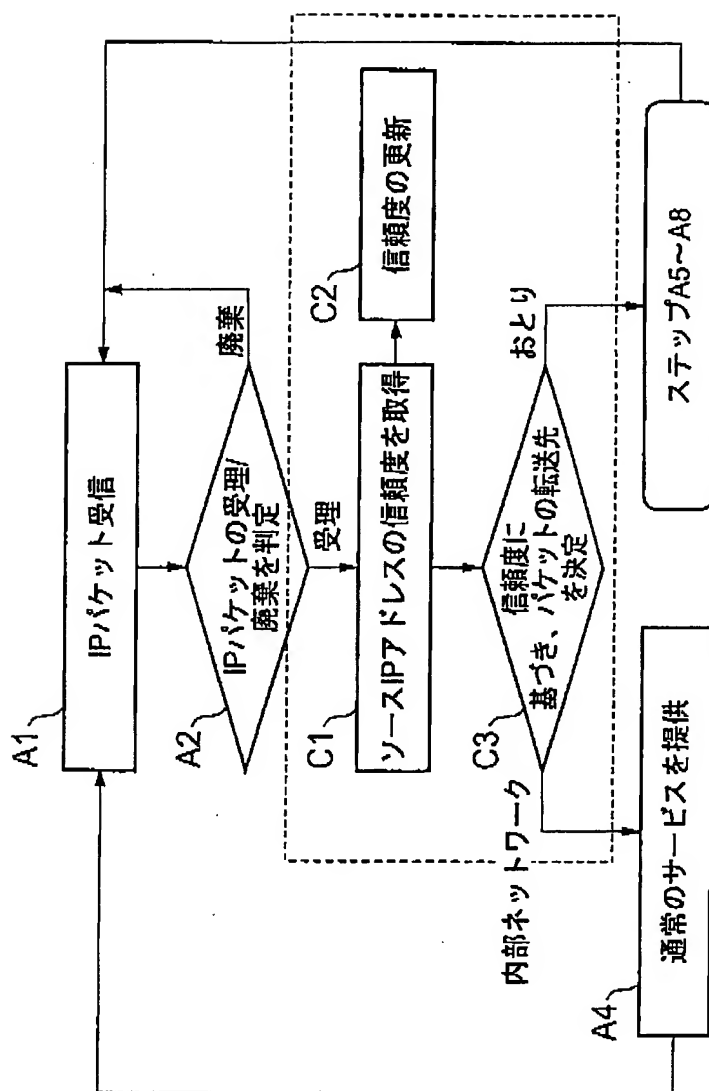 A1
IPパケット受信
A2
IPパケットの受理/
廃棄を判定
廃棄
受理
C1
ソースIPアドレスの信頼度を取得
C2
信頼度の更新
C3
信頼度に
基づき、パケットの転送先
を決定
内部ネットワーク
おとり
A4
通常のサービスを提供
ステップA5～A8